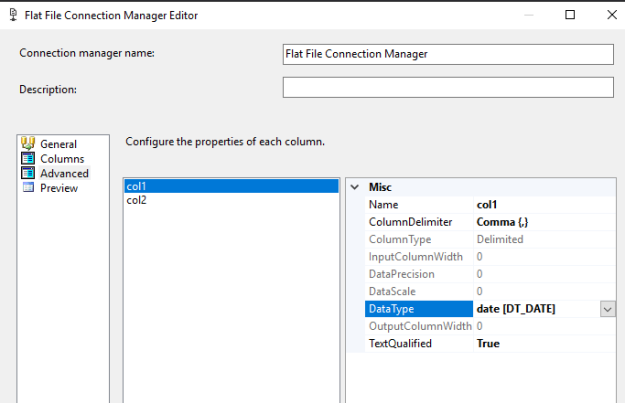 Flat File Connection Manager Editor
Connection manager name: Flat File Connection Manager
Description:
General
Columns
Advanced
Preview
Configure the properties of each column.
col1
col2
Misc
Name col1
ColumnDelimiter Comma {,}
ColumnType Delimited
InputColumnWidth 0
DataPrecision 0
DataScale 0
DataType date [DT_DATE]
OutputColumnWidth 0
TextQualified True